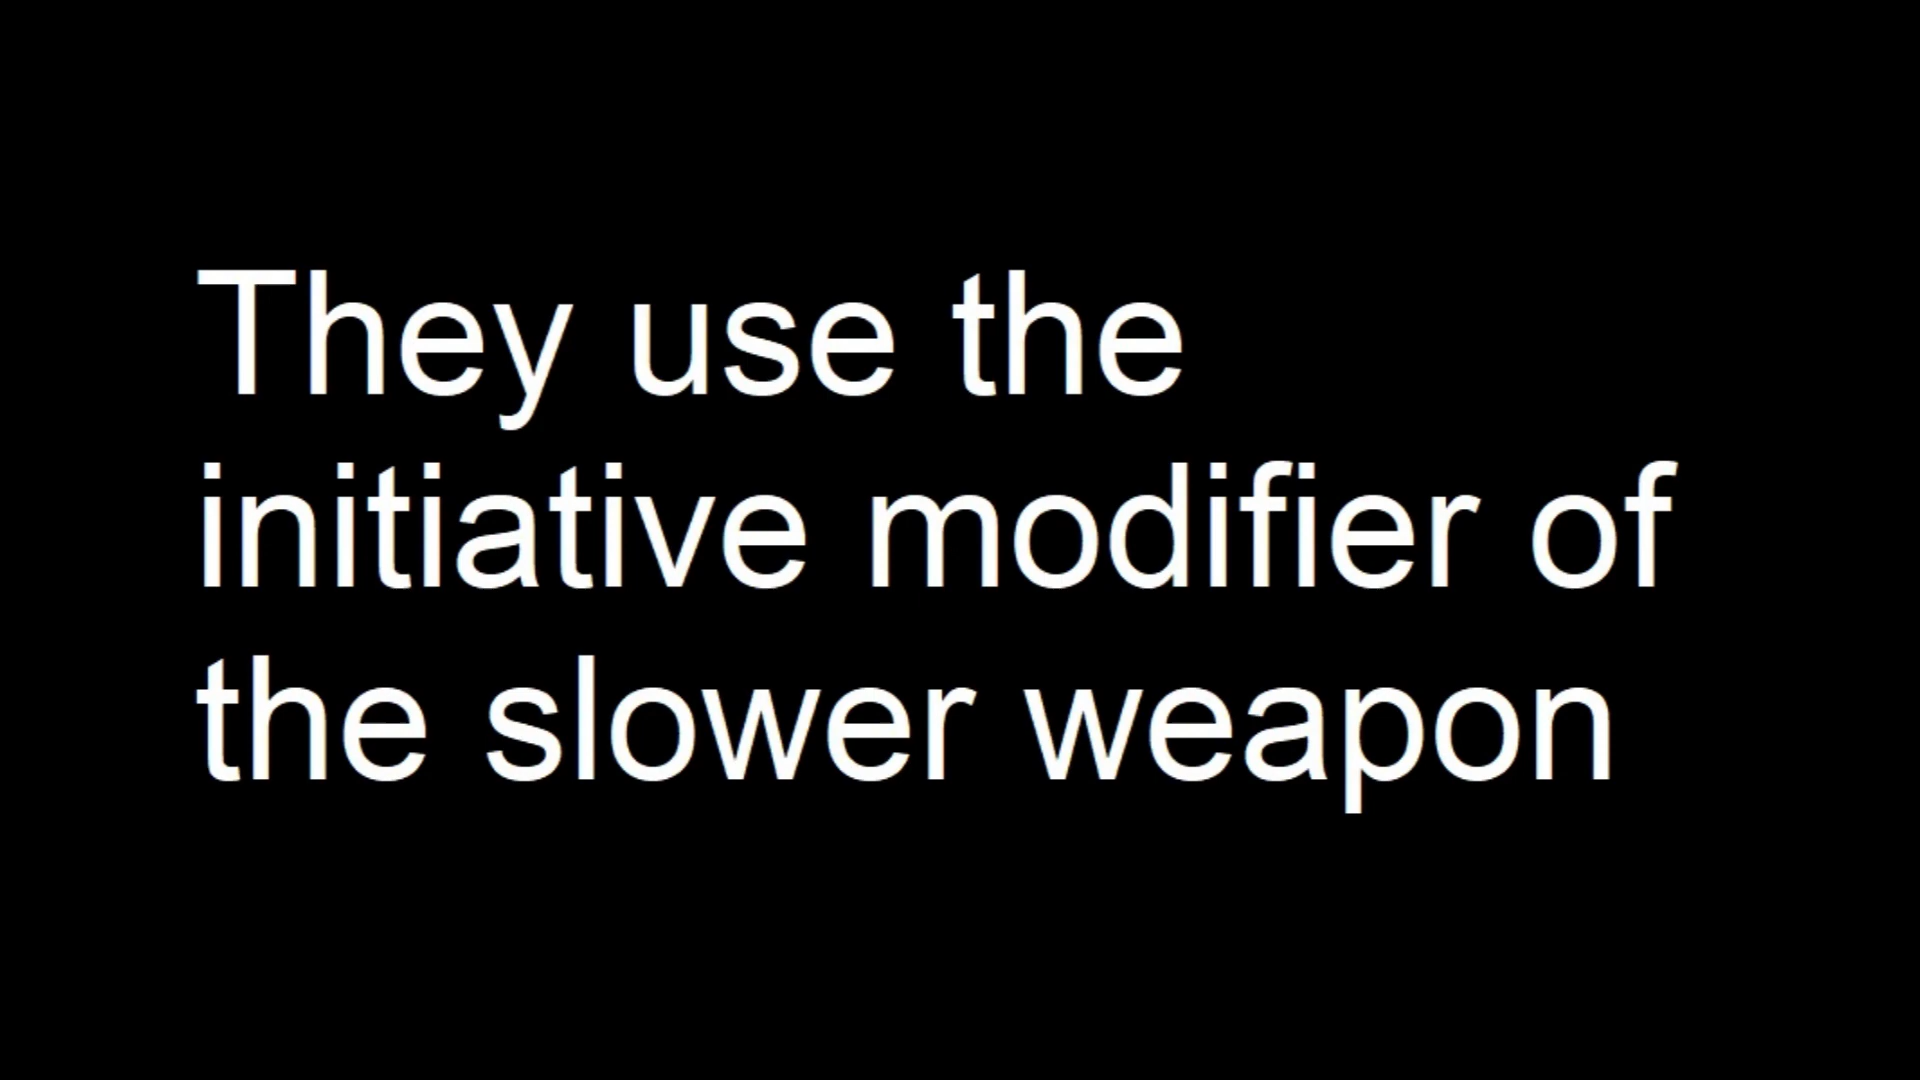 They use the
initiative modifier of
the slower weapon